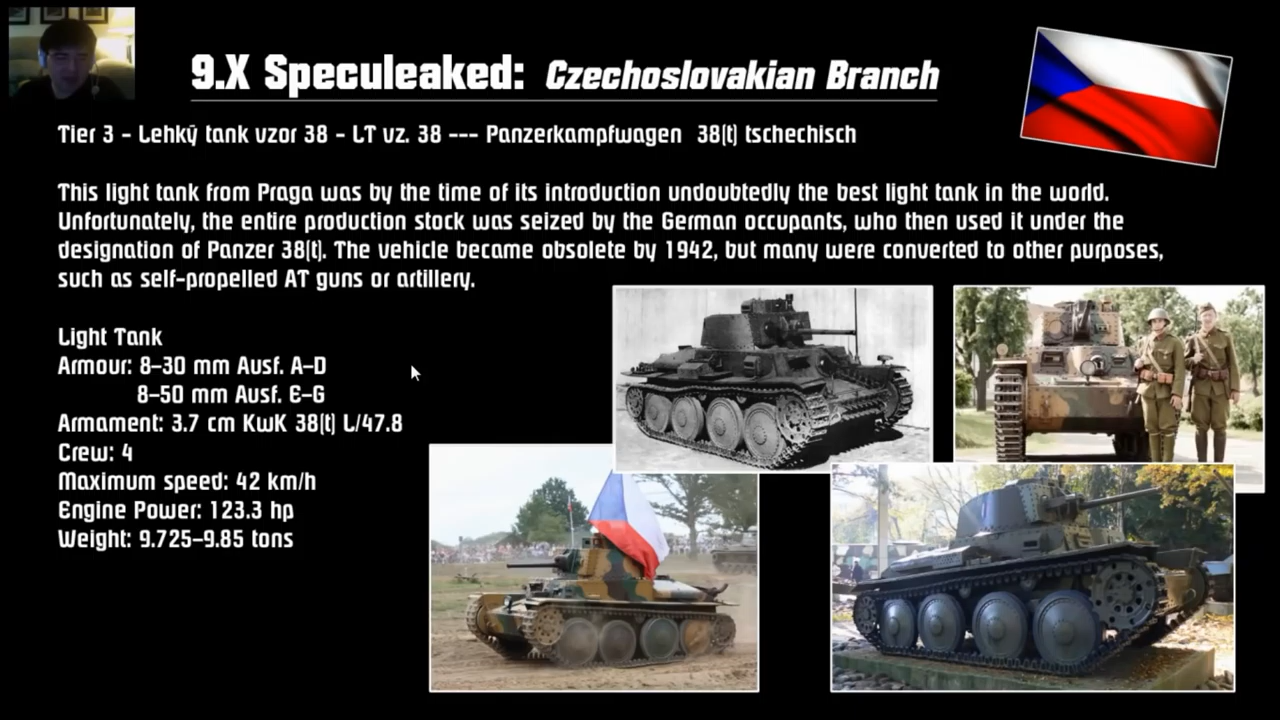 9.X Speculeaked: Czechoslovakian Branch
Tier 3 - Lehký tank vzor 38 - LT vz. 38 --- Panzerkampfwagen 38(t) tschechisch
This light tank from Praga was by the time of its introduction undoubtedly the best light tank in the world.
Unfortunately, the entire production stock was seized by the German occupants, who then used it under the
designation of Panzer 38(t). The vehicle became obsolete by 1942, but many were converted to other purposes,
such as self-propelled AT guns or artillery.
Light Tank
Armour: 8-30 mm Ausf. A-D
8-50 mm Ausf. E-G
Armament: 3.7 cm KwK 38(t) L/47.8
Crew: 4
Maximum speed: 42 km/h
Engine Power: 123.3 hp
Weight: 9.725-9.85 tons